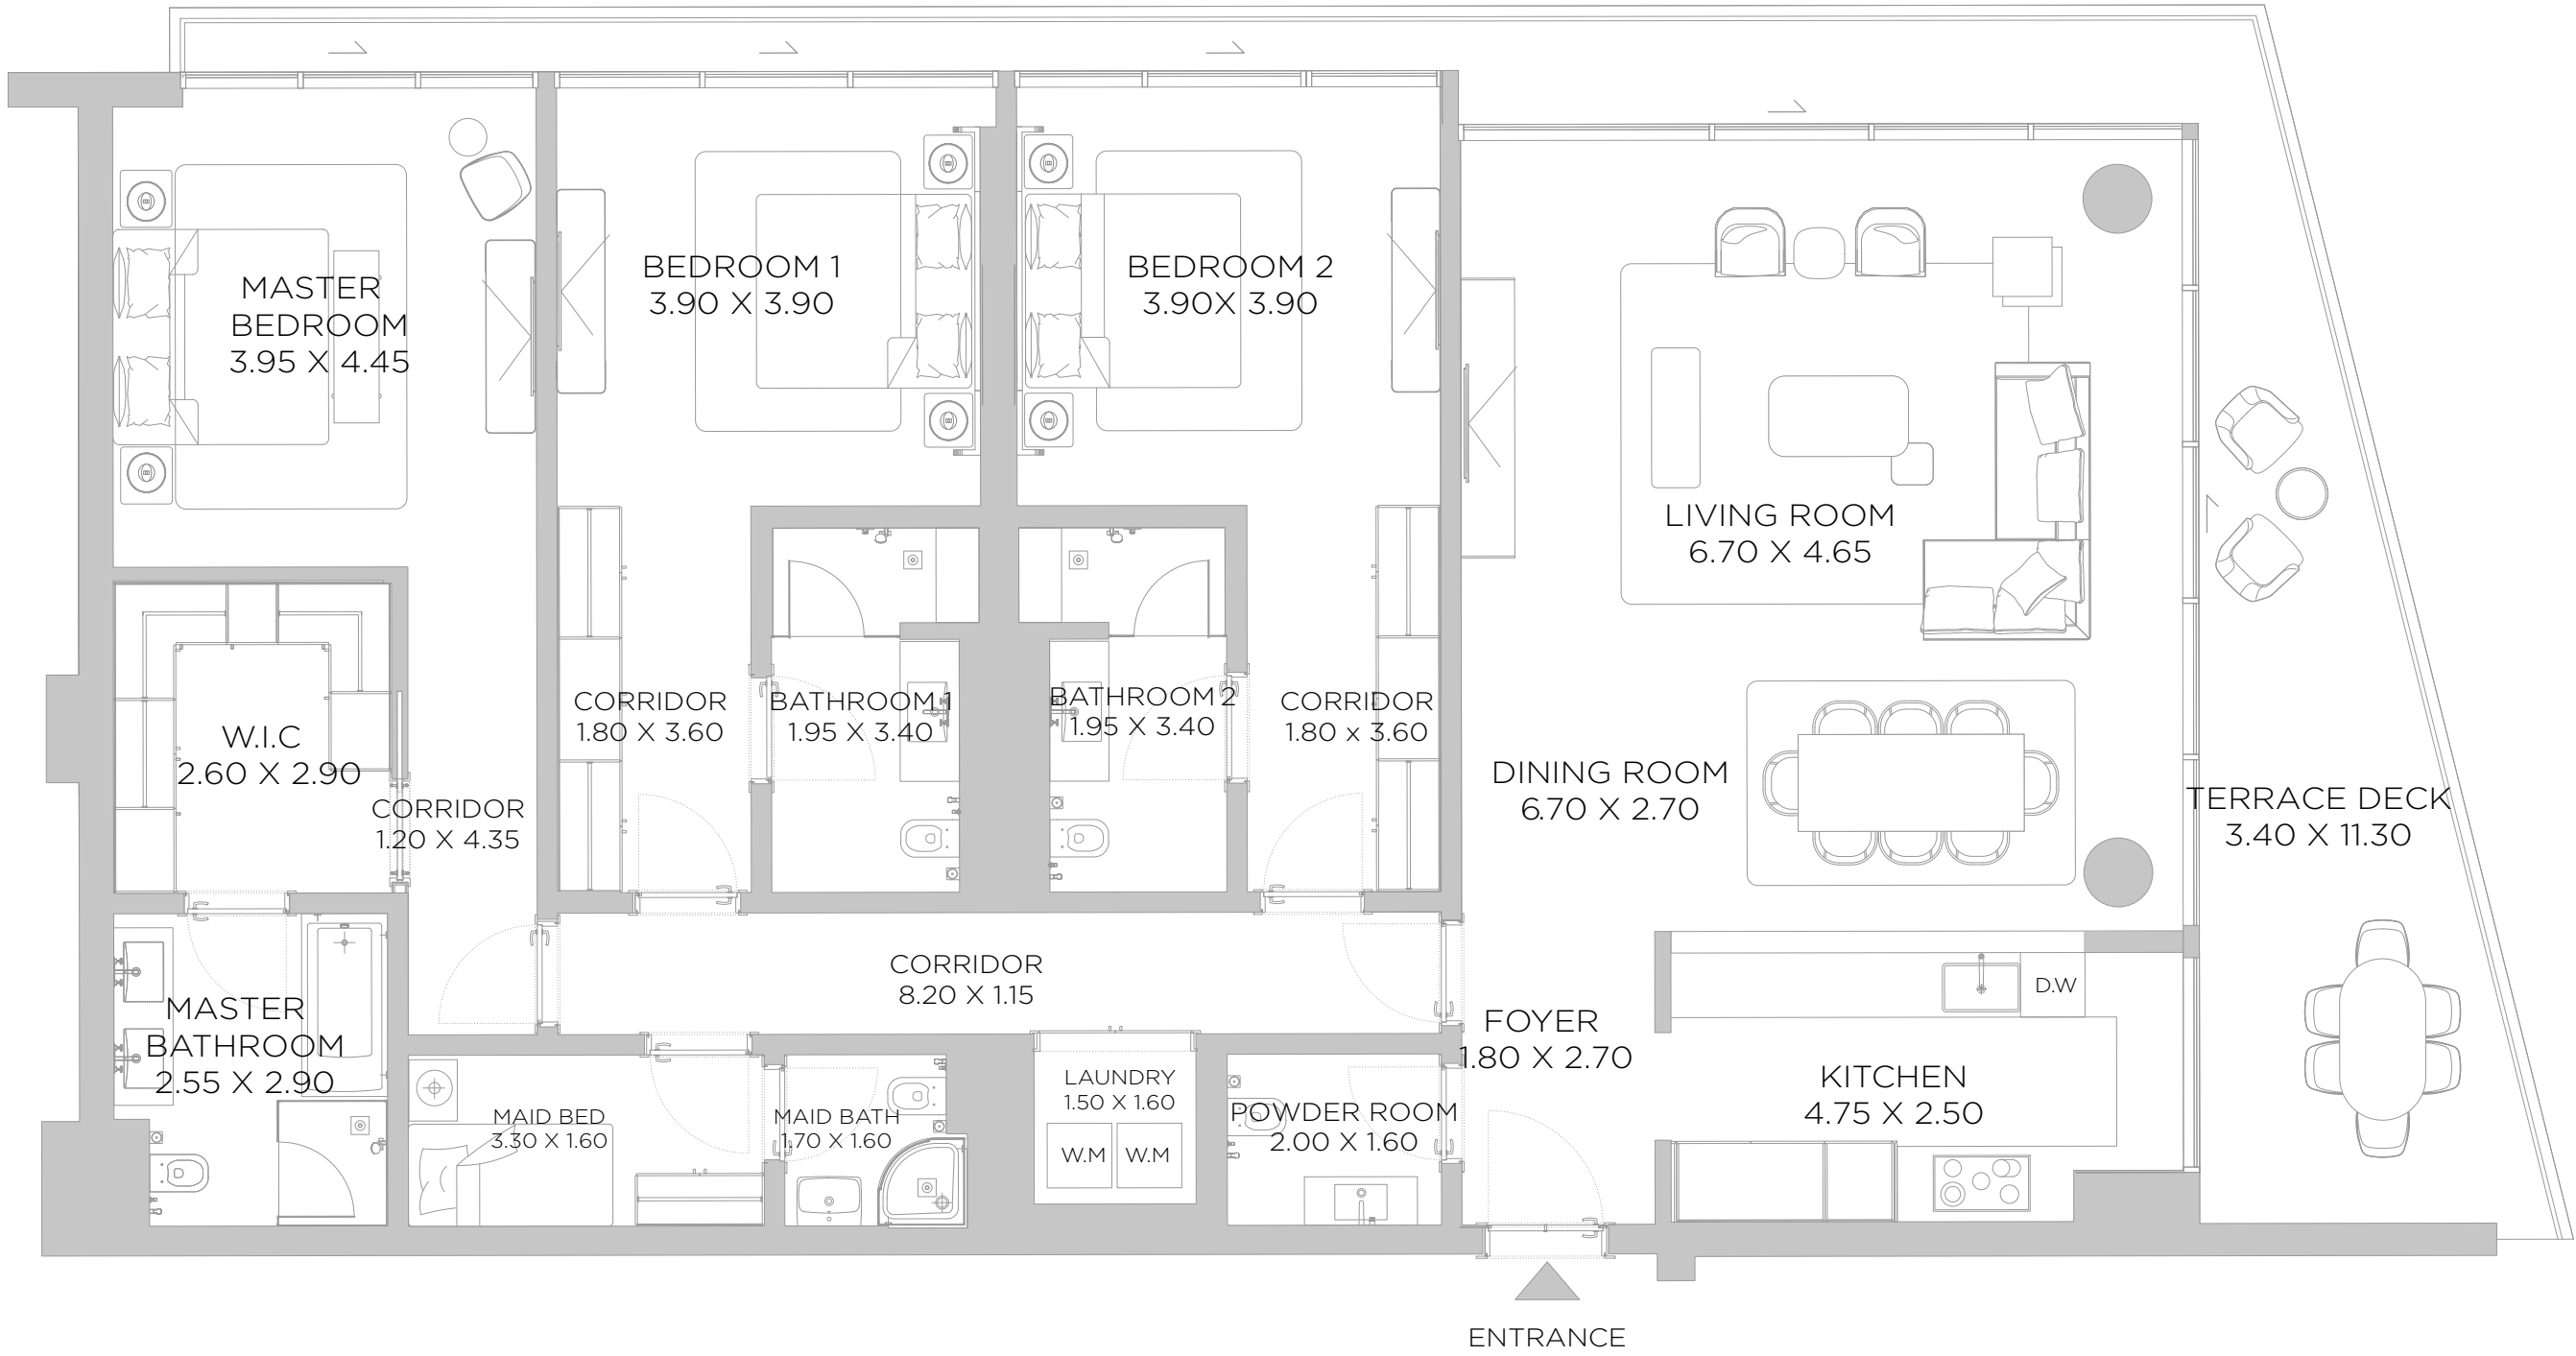 MASTER
BEDROOM
3.95 X 4.45
BEDROOM 1
3.90 X 3.90
BEDROOM 2
3.90X 3.90
LIVING ROOM
6.70 X 4.65
W.I.C
2.60 X 2.90
CORRIDOR
1.20 X 4.35
CORRIDOR
1.80 X 3.60
BATHROOM 1
1.95 X 3.40
BATHROOM 2
1.95 X 3.40
CORRIDOR
1.80 x 3.60
DINING ROOM
6.70 X 2.70
TERRACE DECK
3.40 X 11.30
MASTER
BATHROOM
2.55 X 2.90
CORRIDOR
8.20 X 1.15
FOYER
1.80 X 2.70
D.W
KITCHEN
4.75 X 2.50
MAID BED
3.30 X 1.60
MAID BATH
1.70 X 1.60
LAUNDRY
1.50 X 1.60
W.M
W.M
POWDER ROOM
2.00 X 1.60
ENTRANCE